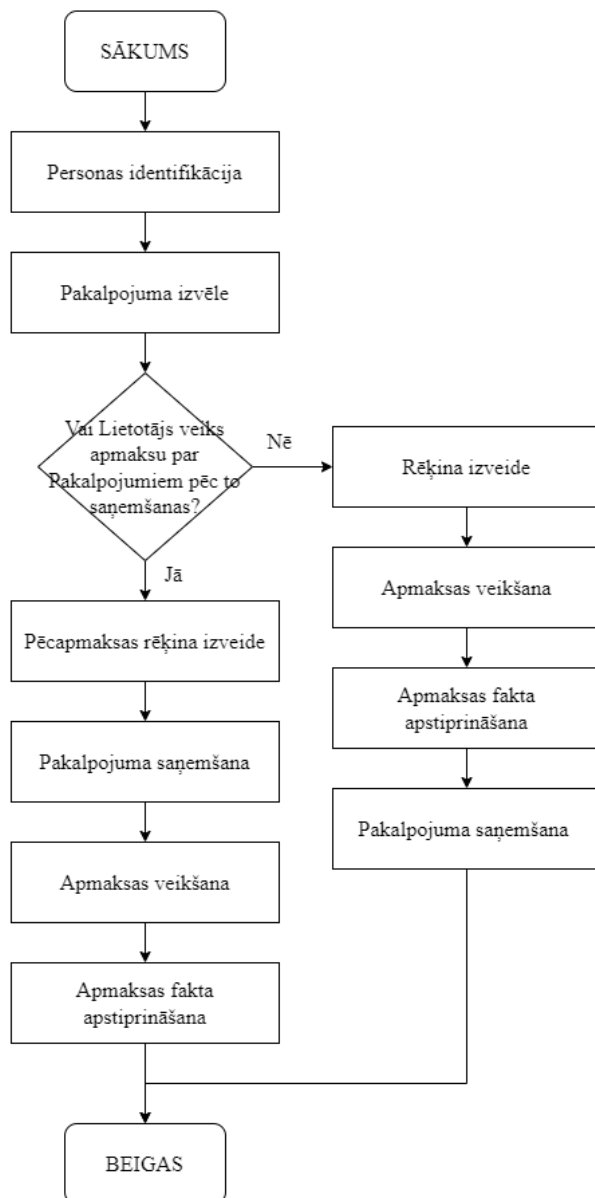 SĀKUMS
Personas identifikācija
Pakalpojuma izvēle
Vai Lietotājs veiks
apmaksu par
Pakalpojumiem pēc to
saņemšanas?
Nē
Jā
Pēcapmaksas rēķina izveide
Pakalpojuma saņemšana
Apmaksas veikšana
Apmaksas fakta
apstiprināšana
Rēķina izveide
Apmaksas veikšana
Apmaksas fakta
apstiprināšana
Pakalpojuma saņemšana
BEIGAS